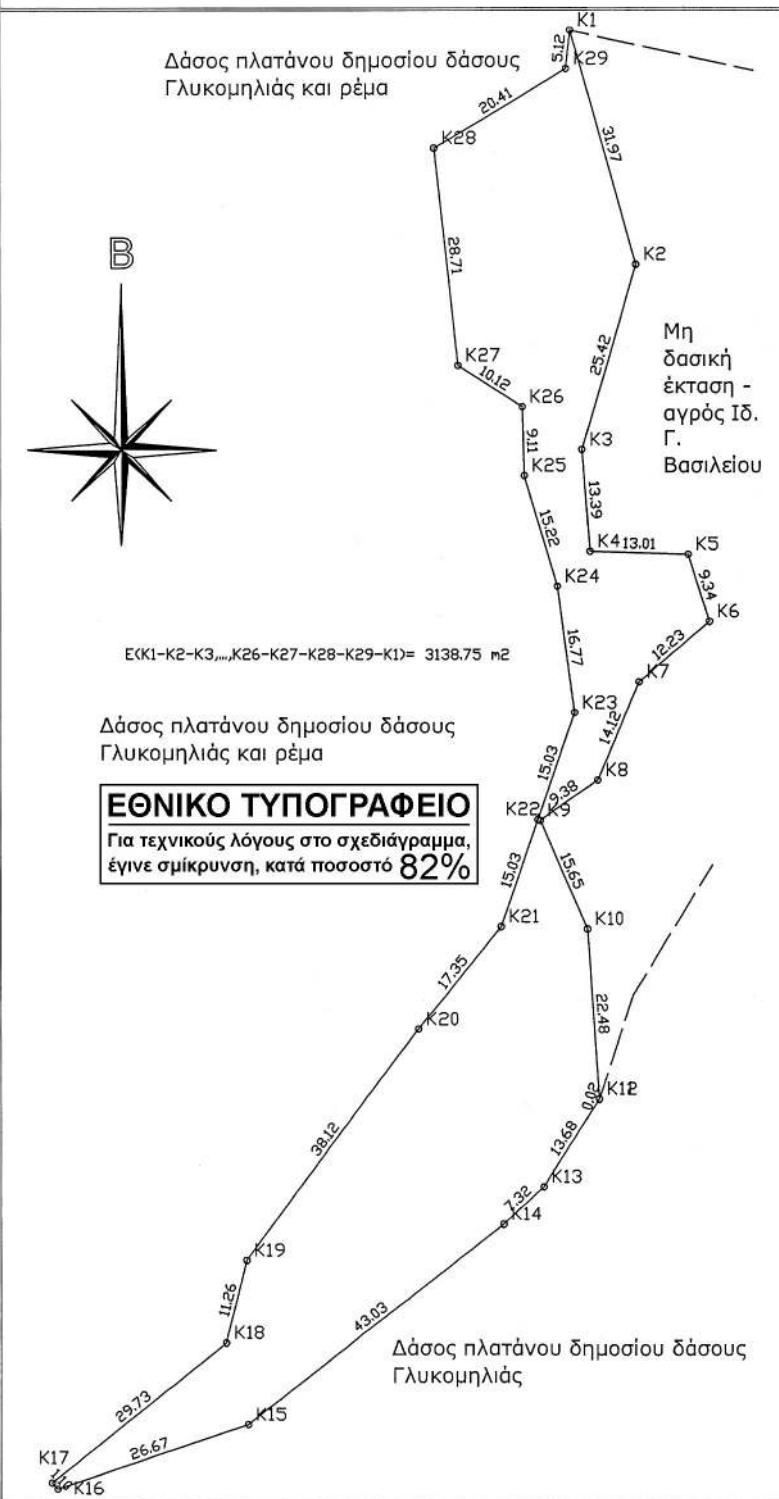 K1
Δάσος πλατάνου δημοσίου δάσους
Γλυκομηλιάς και ρέμα
5.12
K29
20.41
K28
31.97
B
K2
28.71
Μη
δασική
έκταση -
αγρός Ιδ.
Γ.
Βασιλείου
25.42
K27
10.12
K26
9.11
K3
K25
13.39
15.22
K4
13.01
K5
K24
9.34
K6
E(K1-K2-K3,...,K26-K27-K28-K29-K1)= 3138.75 m2
16.77
12.23
K7
K23
Δάσος πλατάνου δημοσίου δάσους
Γλυκομηλιάς και ρέμα
14.12
15.03
K8
9.38
ΕΘΝΙΚΟ ΤΥΠΟΓΡΑΦΕΙΟ
Για τεχνικούς λόγους στο σχεδιάγραμμα,
έγινε σμίκρυνση, κατά ποσοστό 82%
K22
K9
15.03
15.65
K21
K10
17.35
K20
22.48
0.02
38.12
13.68
K13
7.32
K14
K19
11.26
43.03
K18
Δάσος πλατάνου δημοσίου δάσους
Γλυκομηλιάς
29.73
K15
26.67
K17
K16